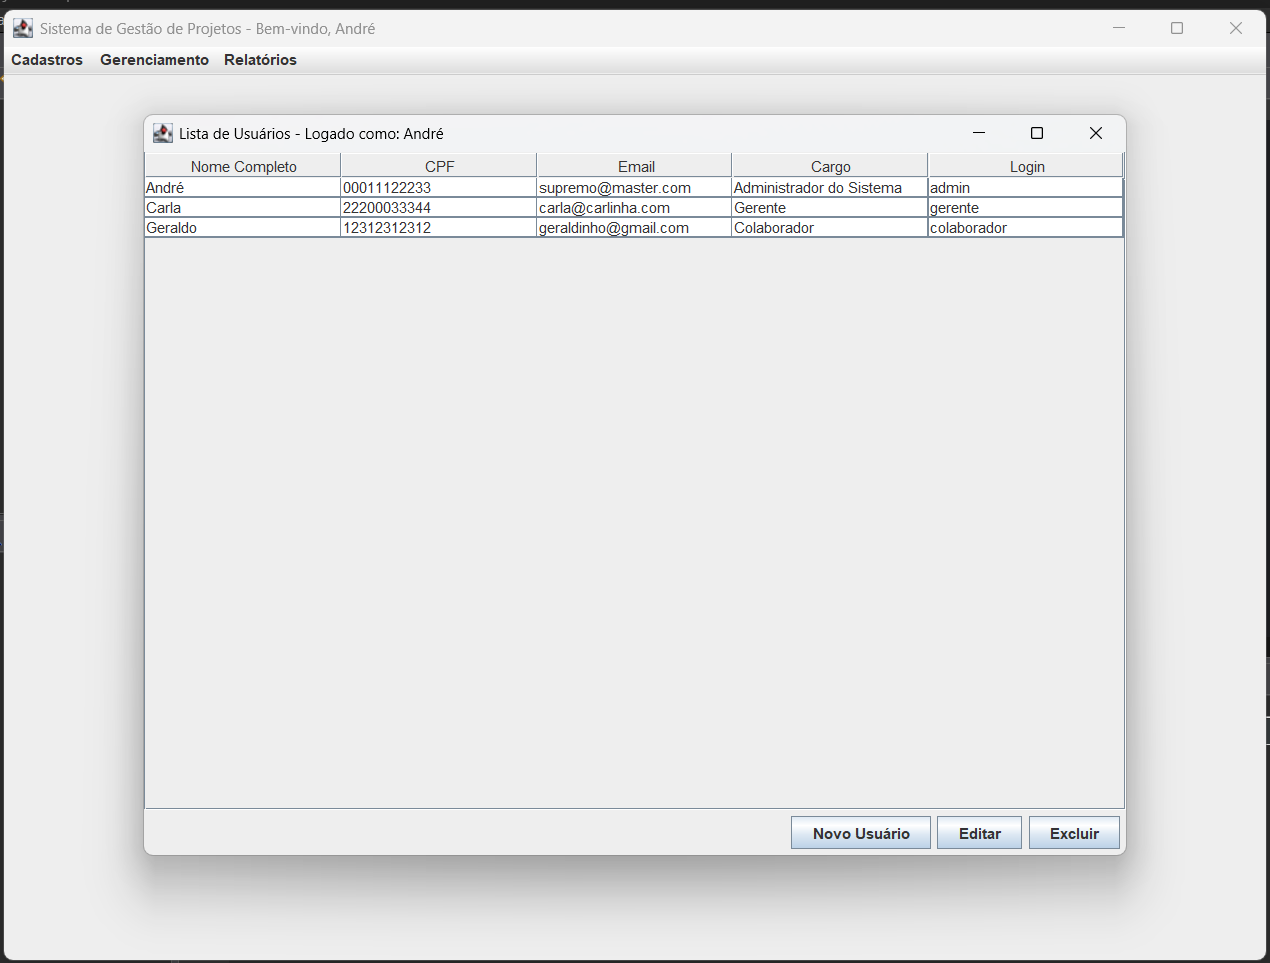 Sistema de Gestão de Projetos - Bem-vindo, André
Cadastros Gerenciamento Relatórios
Lista de Usuários - Logado como: André
Nome Completo CPF Email Cargo Login
André 00011122233 supremo@master.com Administrador do Sistema admin
Carla 22200033344 carla@carlinha.com Gerente gerente
Geraldo 12312312312 geraldinho@gmail.com Colaborador colaborador
Novo Usuário Editar Excluir